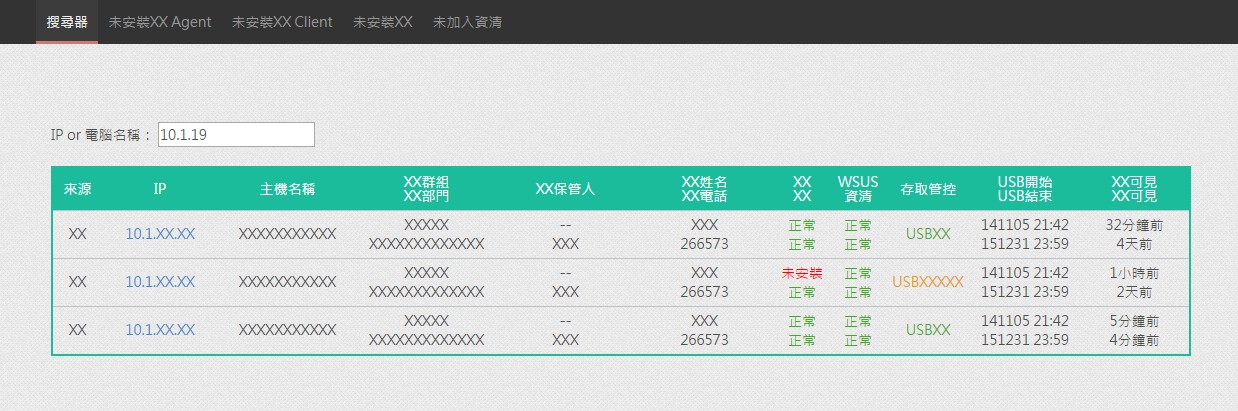 搜尋器 未安裝XX Agent 未安裝XX Client 未安裝XX 未加入資清
IP or 電腦名稱： 10.1.19
來源 IP 主機名稱 XX群組 XX部門 XX保管人 XX姓名 XX電話 XX XX WSUS 資清 存取管控 USB開始 USB結束 XX可見 XX可見
XX 10.1.XX.XX XXXXXXXXXXX XXXXX XXXXXXXXXXXXX -- XXX XXX 266573 正常 正常 正常 正常 USBXX 141105 21:42 151231 23:59 32分鐘前 4天前
XX 10.1.XX.XX XXXXXXXXXXX XXXXX XXXXXXXXXXXXX -- XXX XXX 266573 未安裝 正常 正常 正常 USBXXXXX 141105 21:42 151231 23:59 1小時前 2天前
XX 10.1.XX.XX XXXXXXXXXXX XXXXX XXXXXXXXXXXXX -- XXX XXX 266573 正常 正常 正常 正常 USBXX 141105 21:42 151231 23:59 5分鐘前 4分鐘前